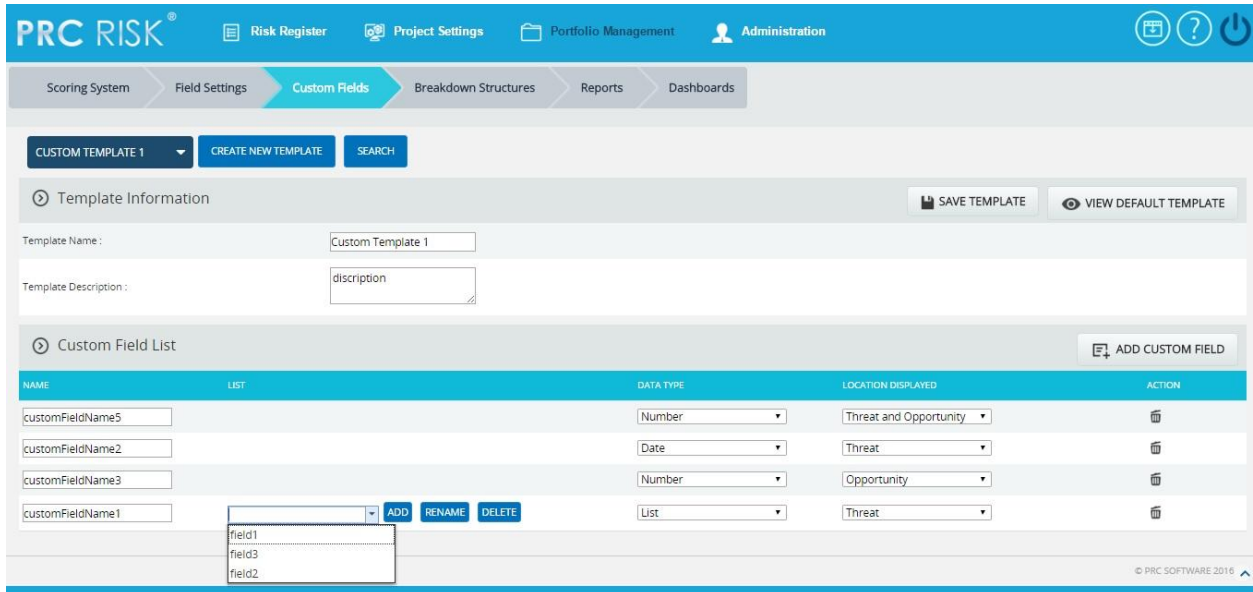 PRC RISK® Risk Register Project Settings Portfolio Management Administration
Scoring System Field Settings Custom Fields Breakdown Structures Reports Dashboards
CUSTOM TEMPLATE 1 CREATE NEW TEMPLATE SEARCH
Template Information SAVE TEMPLATE VIEW DEFAULT TEMPLATE
Template Name : Custom Template 1
Template Description : discription
Custom Field List ADD CUSTOM FIELD
NAME LIST DATA TYPE LOCATION DISPLAYED ACTION
customFieldName5 Number Threat and Opportunity
customFieldName2 Date Threat
customFieldName3 Number Opportunity
customFieldName1 ADD RENAME DELETE List Threat
field1
field3
field2
© PRC SOFTWARE 2016